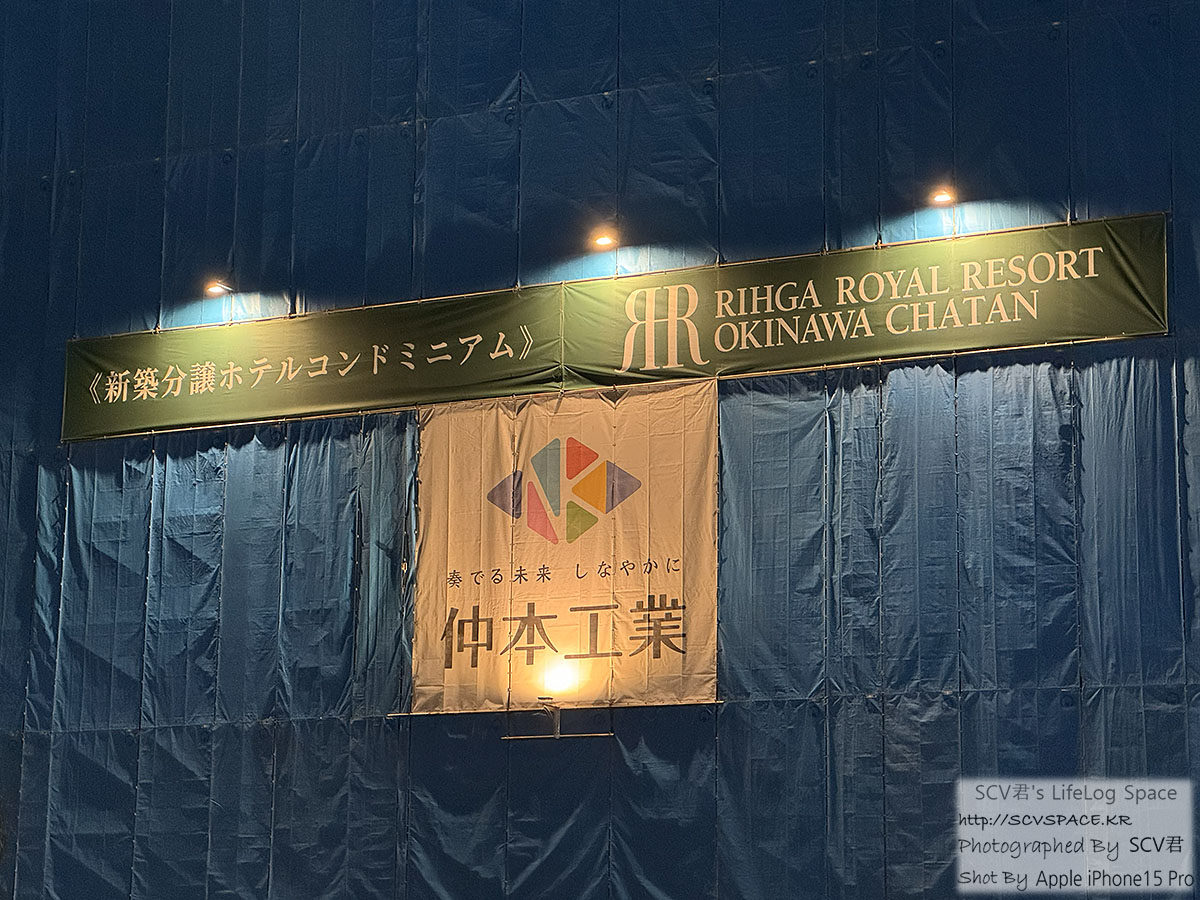 《新築分譲ホテルコンドミニアム》
RR RIHGA ROYAL RESORT
OKINAWA CHATAN
奏でる未来 しなやかに
仲本工業
SCV君's LifeLog Space
http://SCVSPACE.KR
Photographed By SCV君
Shot By Apple iPhone15 Pro